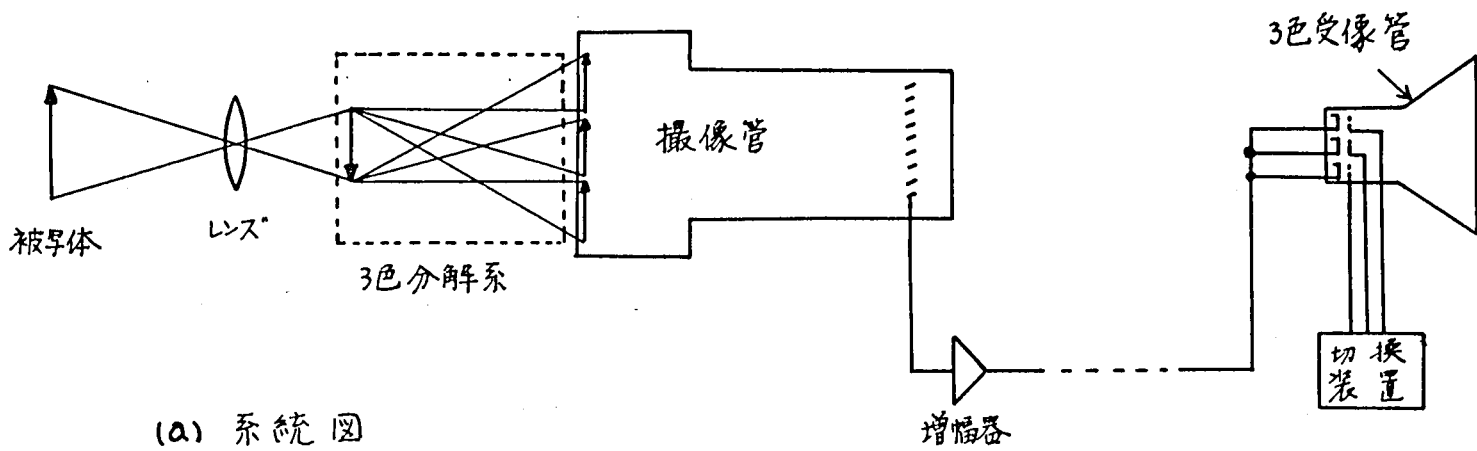 3色受像管
撮像管
被写体
レンズ
3色分解系
切換
装置
増幅器
(a) 系統図